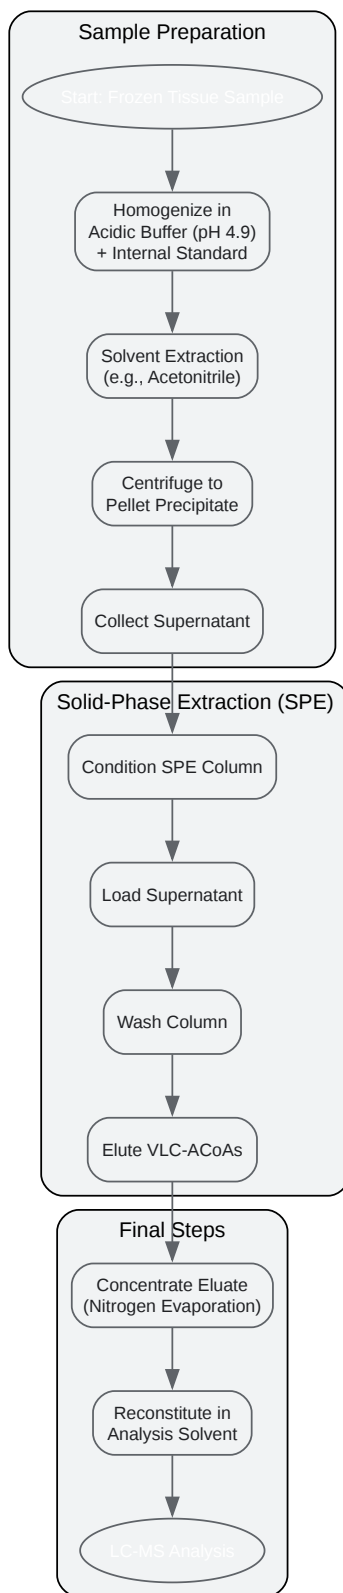 Sample Preparation
Start: Frozen Tissue Sample
Homogenize in
Acidic Buffer (pH 4.9)
+ Internal Standard
Solvent Extraction
(e.g., Acetonitrile)
Centrifuge to
Pellet Precipitate
Collect Supernatant
Solid-Phase Extraction (SPE)
Condition SPE Column
Load Supernatant
Wash Column
Elute VLC-ACoAs
Final Steps
Concentrate Eluate
(Nitrogen Evaporation)
Reconstitute in
Analysis Solvent
LC-MS Analysis